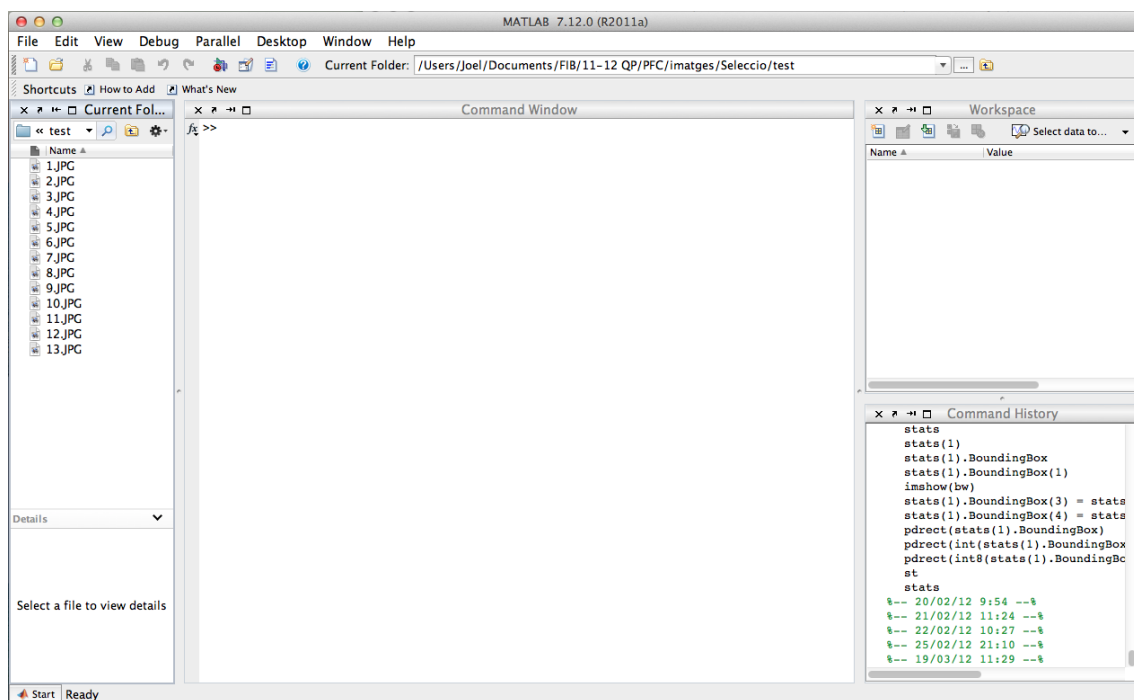 MATLAB 7.12.0 (R2011a)
File Edit View Debug Parallel Desktop Window Help
Current Folder: /Users/Joel/Documents/FIB/11-12 QP/PFC/imatges/Seleccio/test
Shortcuts How to Add What's New
Current Fol...
« test
Name
1.JPG
2.JPG
3.JPG
4.JPG
5.JPG
6.JPG
7.JPG
8.JPG
9.JPG
10.JPG
11.JPG
12.JPG
13.JPG
Details
Select a file to view details
Command Window
fx >>
Workspace
Select data to...
Name Value
Command History
stats
stats(1)
stats(1).BoundingBox
stats(1).BoundingBox(1)
imshow(bw)
stats(1).BoundingBox(3) = stats
stats(1).BoundingBox(4) = stats
pdrect(stats(1).BoundingBox)
pdrect(int(stats(1).BoundingBox
pdrect(int8(stats(1).BoundingBo
st
stats
%-- 20/02/12 9:54 --%
%-- 21/02/12 11:24 --%
%-- 22/02/12 10:27 --%
%-- 25/02/12 21:10 --%
%-- 19/03/12 11:29 --%
Start Ready